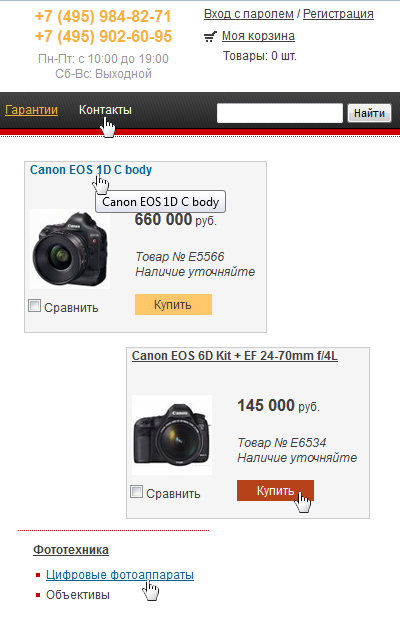 +7 (495) 984-82-71
+7 (495) 902-60-95
Пн-Пт: с 10:00 до 19:00
Сб-Вс: Выходной
Вход с паролем / Регистрация
Моя корзина
Товары: 0 шт.
Гарантии Контакты Найти
Canon EOS 1D C body
Canon EOS 1D C body
660 000 руб.
Товар № E5566
Наличие уточняйте
Сравнить
Купить
Canon EOS 6D Kit + EF 24-70mm f/4L
145 000 руб.
Товар № E6534
Наличие уточняйте
Сравнить
Купить
Фототехника
Цифровые фотоаппараты
Объективы